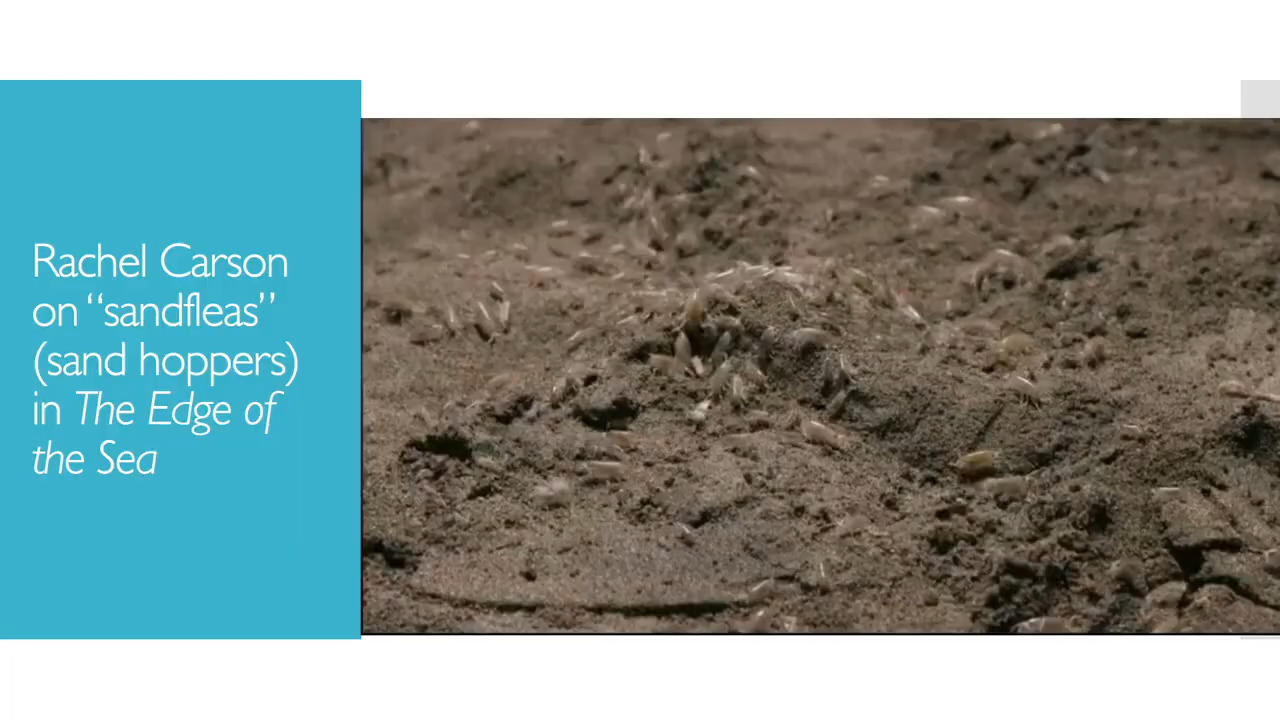 Rachel Carson
on “sandfleas”
(sand hoppers)
in The Edge of
the Sea